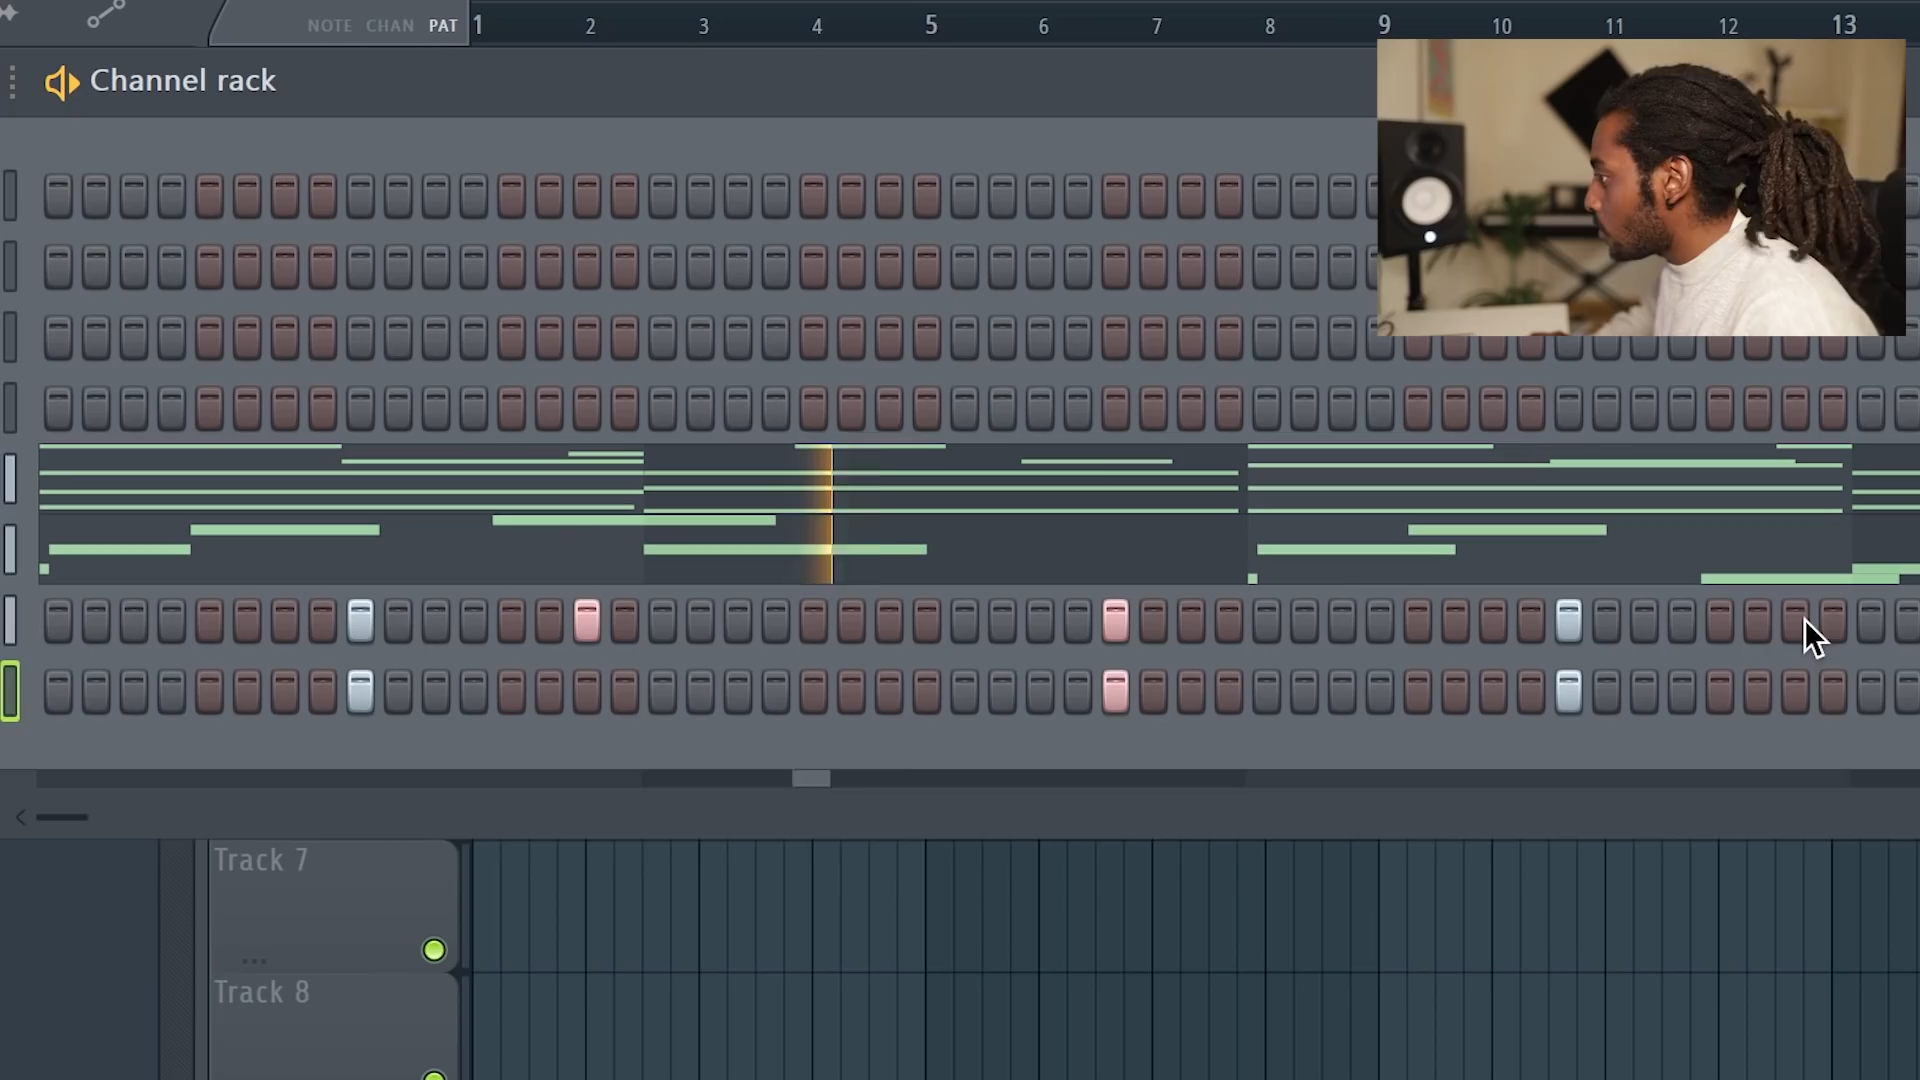 NOTE CHAN PAT 1 2 3 4 5 6 7 8 9 10 11 12 13
Channel rack
Track 7
Track 8